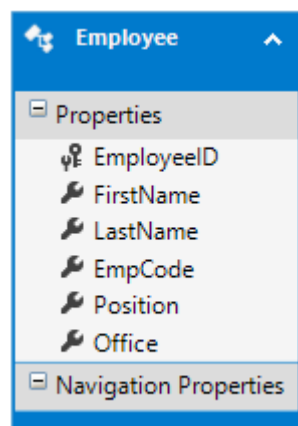 Employee
Properties
EmployeeID
FirstName
LastName
EmpCode
Position
Office
Navigation Properties